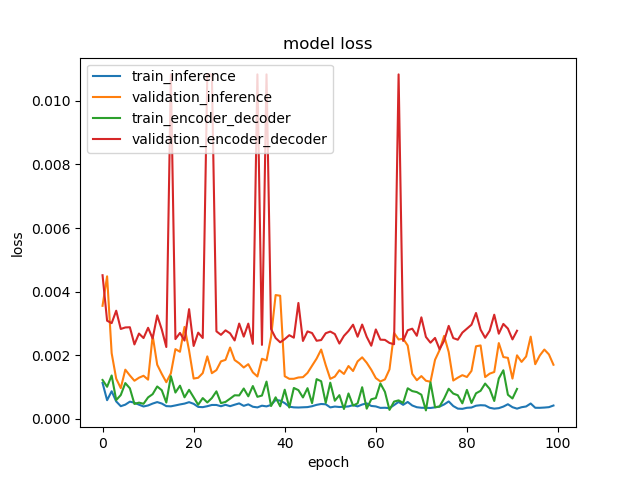 model loss
train_inference
validation_inference
train_encoder_decoder
validation_encoder_decoder
0.010
0.008
0.006
0.004
0.002
0.000
loss
0 20 40 60 80 100
epoch